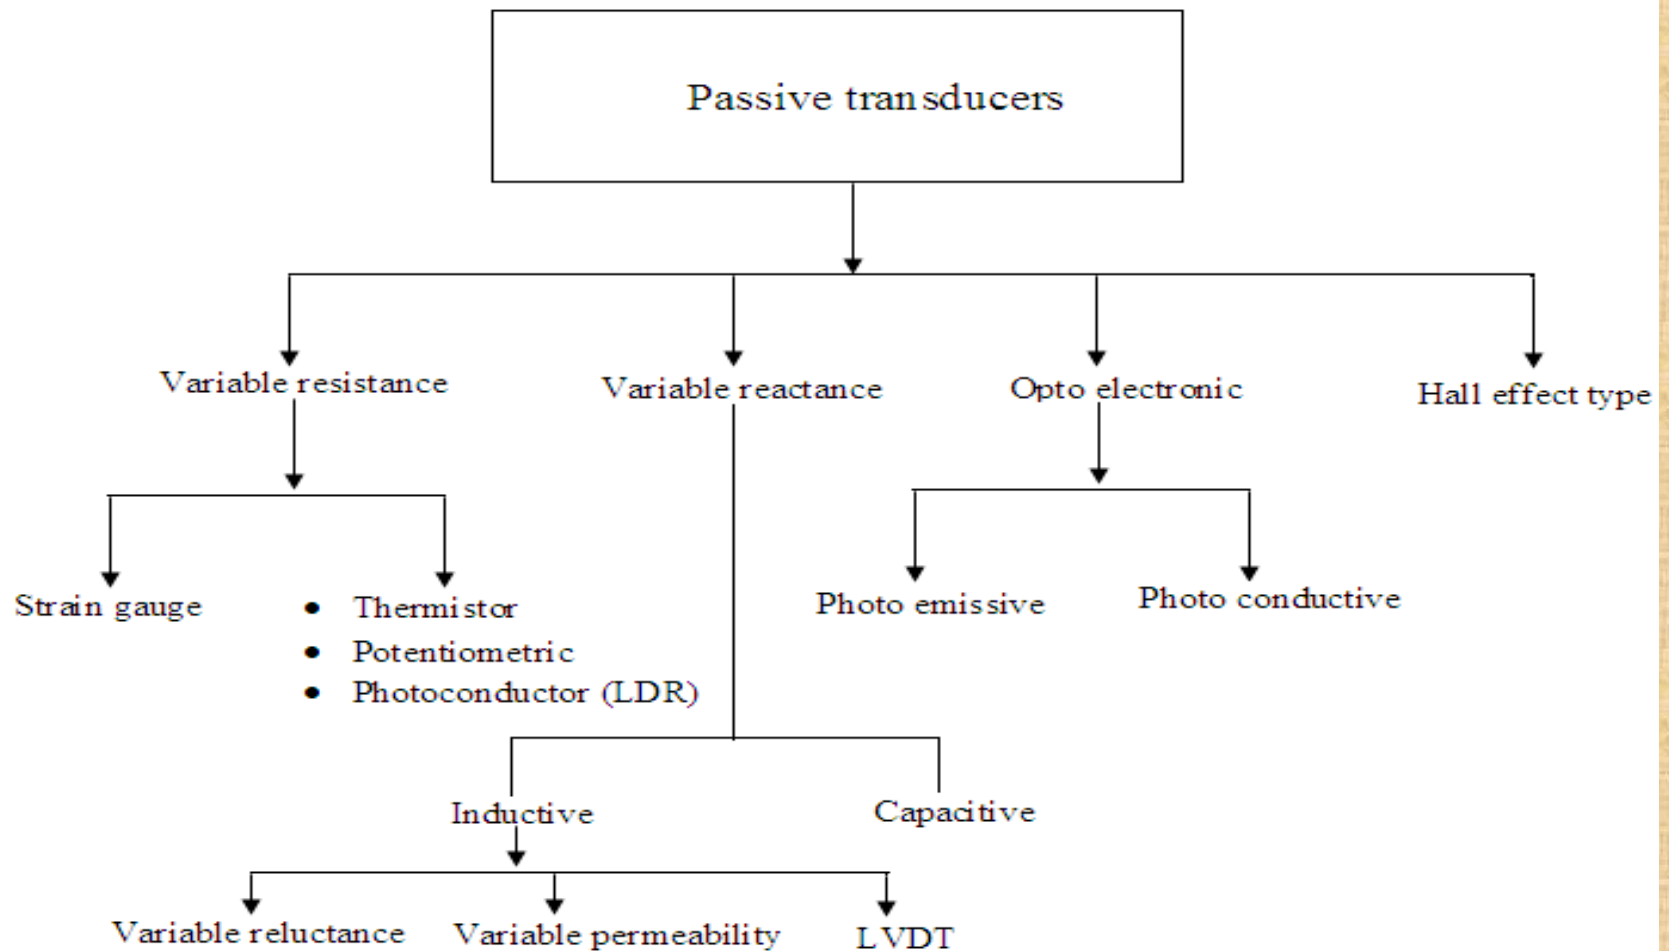 Passive transducers
Variable resistance
Variable reactance
Opto electronic
Hall effect type
Strain gauge
• Thermistor
• Potentiometric
• Photoconductor (LDR)
Photo emissive
Photo conductive
Inductive
Capacitive
Variable reluctance
Variable permeability
LVDT